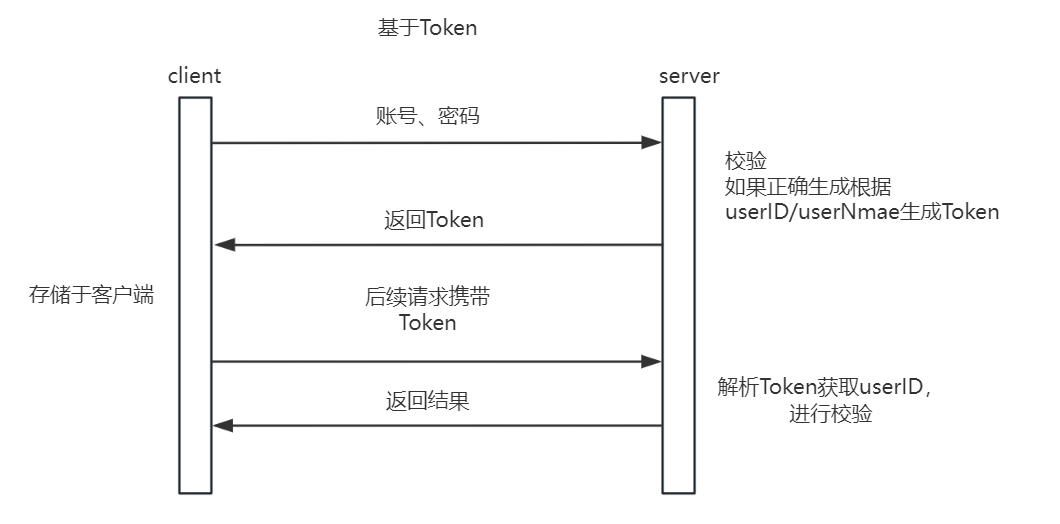 基于Token
client
server
账号、密码
校验
如果正确生成根据
userID/userNmae生成Token
返回Token
存储于客户端
后续请求携带
Token
解析Token获取userID，
进行校验
返回结果